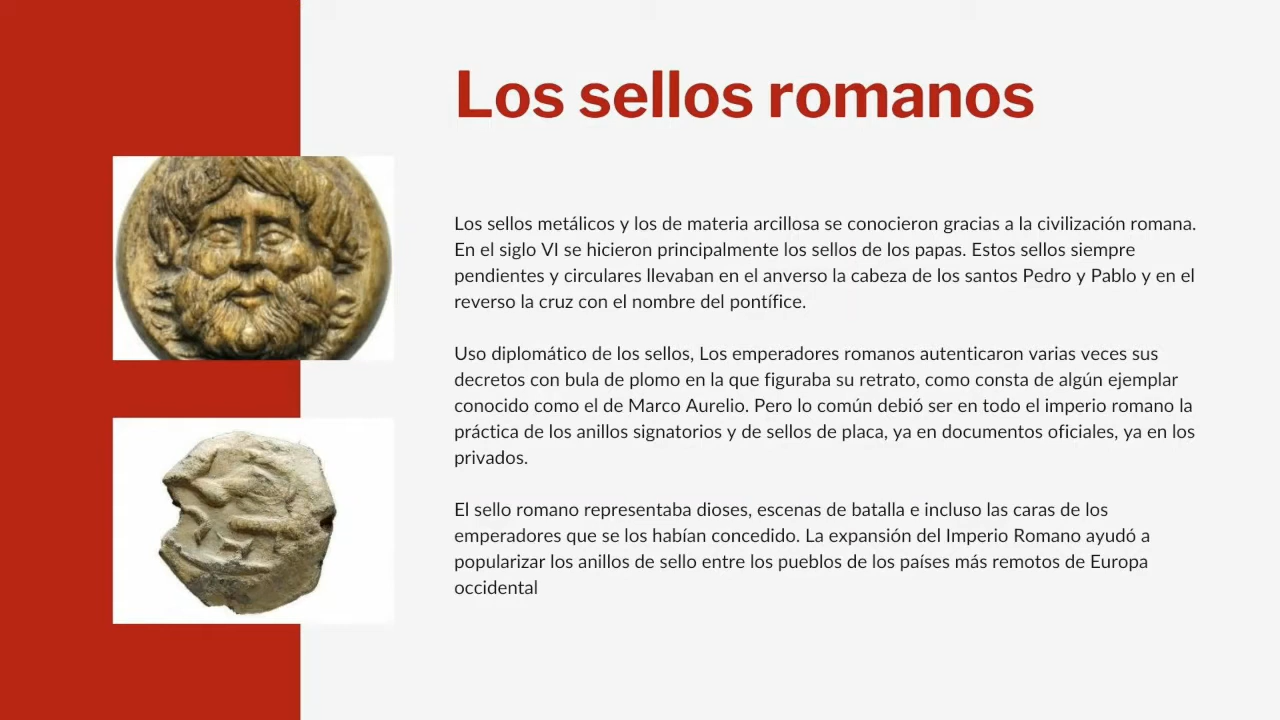 Los sellos romanos
Los sellos metálicos y los de materia arcillosa se conocieron gracias a la civilización romana.
En el siglo VI se hicieron principalmente los sellos de los papas. Estos sellos siempre
pendientes y circulares llevaban en el anverso la cabeza de los santos Pedro y Pablo y en el
reverso la cruz con el nombre del pontífice.
Uso diplomático de los sellos, Los emperadores romanos autenticaron varias veces sus
decretos con bula de plomo en la que figuraba su retrato, como consta de algún ejemplar
conocido como el de Marco Aurelio. Pero lo común debió ser en todo el imperio romano la
práctica de los anillos signatorios y de sellos de placa, ya en documentos oficiales, ya en los
privados.
El sello romano representaba dioses, escenas de batalla e incluso las caras de los
emperadores que se los habían concedido. La expansión del Imperio Romano ayudó a
popularizar los anillos de sello entre los pueblos de los países más remotos de Europa
occidental